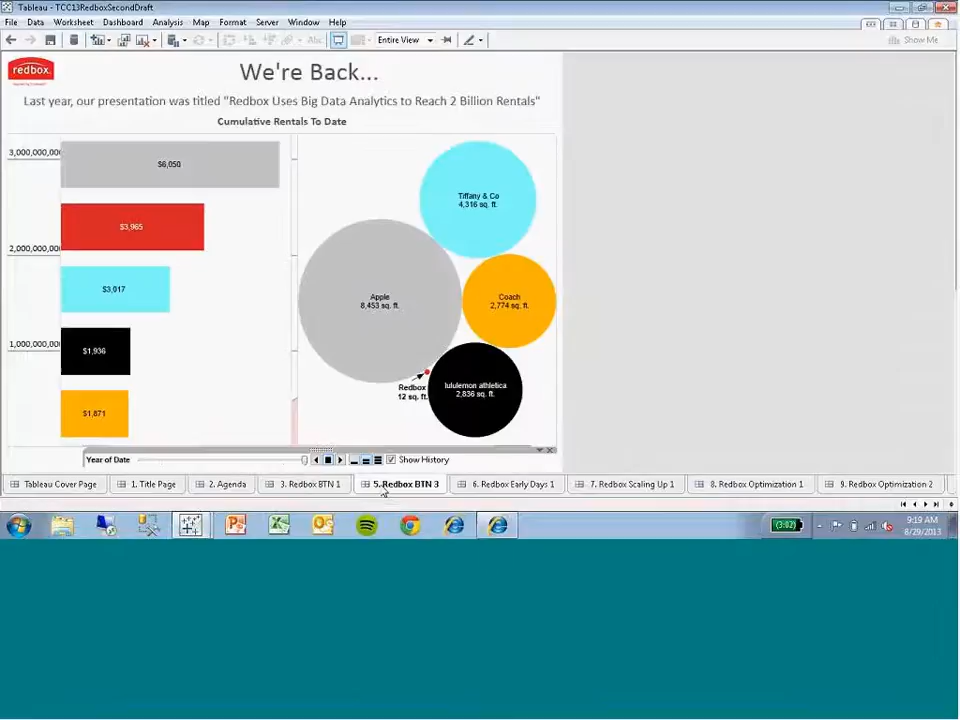 Tableau - TCC13RedboxSecondDraft
File Data Worksheet Dashboard Analysis Map Format Server Window Help
Abc Entire View Show Me
redbox.
We're Back...
Last year, our presentation was titled "Redbox Uses Big Data Analytics to Reach 2 Billion Rentals"
Cumulative Rentals To Date
3,000,000,00
$6,050
Tiffany & Co
4,316 sq. ft.
$3,965
2,000,000,00
$3,017
Apple
8,453 sq. ft.
Coach
2,774 sq. ft.
1,000,000,00
$1,936
Redbox
12 sq. ft.
lululemon athletica
2,836 sq. ft.
$1,871
Year of Date Show History
Tableau Cover Page 1. Title Page 2. Agenda 3. Redbox BTN 1 5. Redbox BTN 3 6. Redbox Early Days 1 7. Redbox Scaling Up 1 8. Redbox Optimization 1 9. Redbox Optimization 2
(3:02) 9:19 AM
8/29/2013